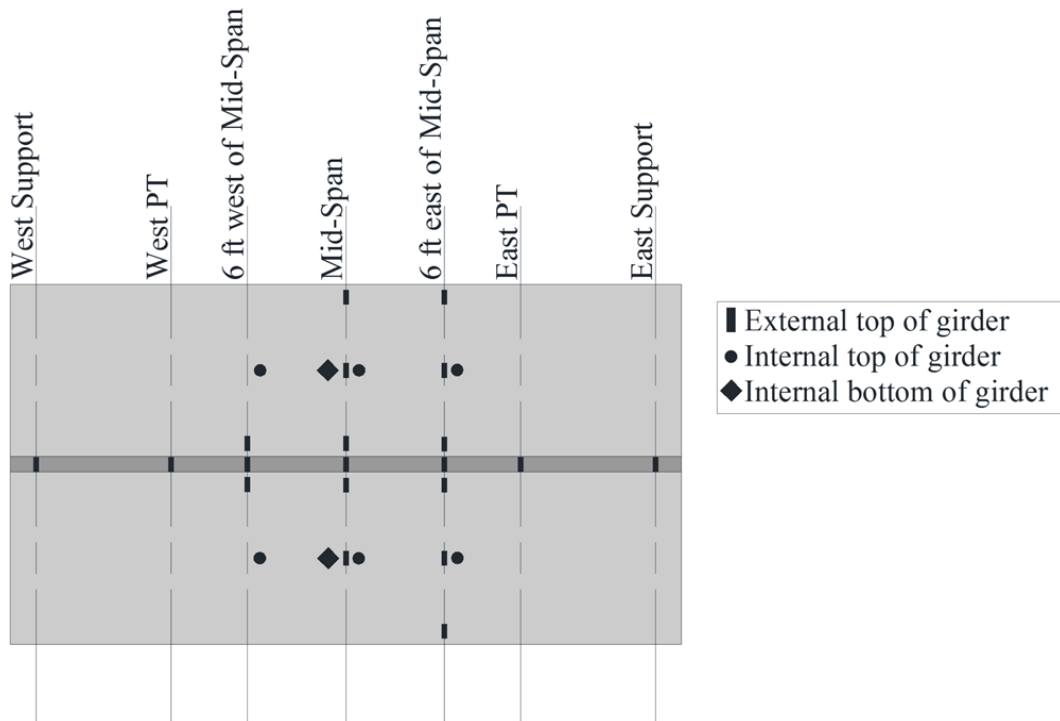 West Support
West PT
6 ft west of Mid-Span
Mid-Span
6 ft east of Mid-Span
East PT
East Support
External top of girder
Internal top of girder
Internal bottom of girder